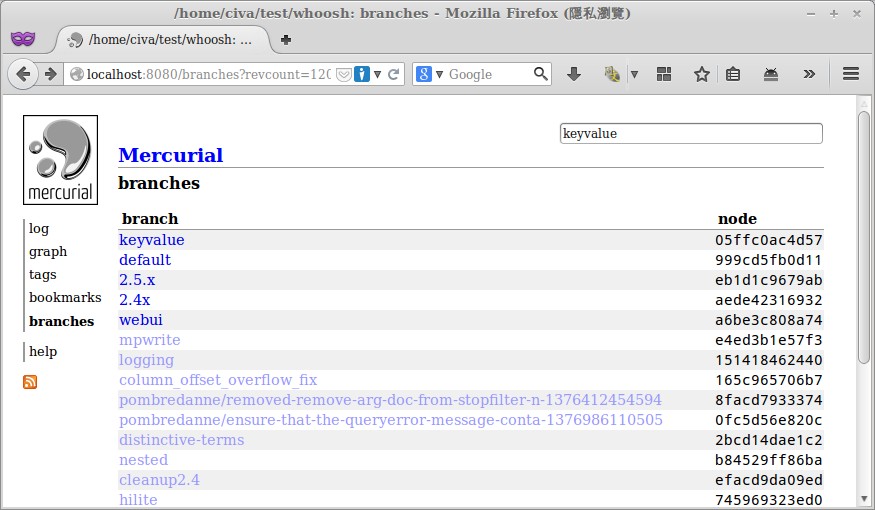 /home/civa/test/whoosh: branches - Mozilla Firefox (隱私瀏覽)
/home/civa/test/whoosh: ...
localhost:8080/branches?revcount=120
Google
keyvalue
mercurial
Mercurial
branches
log
graph
tags
bookmarks
branches
help
branch node
keyvalue 05ffc0ac4d57
default 999cd5fb0d11
2.5.x eb1d1c9679ab
2.4x aede42316932
webui a6be3c808a74
mpwrite e4ed3b1e57f3
logging 151418462440
column_offset_overflow_fix 165c965706b7
pombredanne/removed-remove-arg-doc-from-stopfilter-n-1376412454594 8facd7933374
pombredanne/ensure-that-the-queryerror-message-conta-1376986110505 0fc5d56e820c
distinctive-terms 2bcd14dae1c2
nested b84529ff86ba
cleanup2.4 efacd9da09ed
hilite 745969323ed0